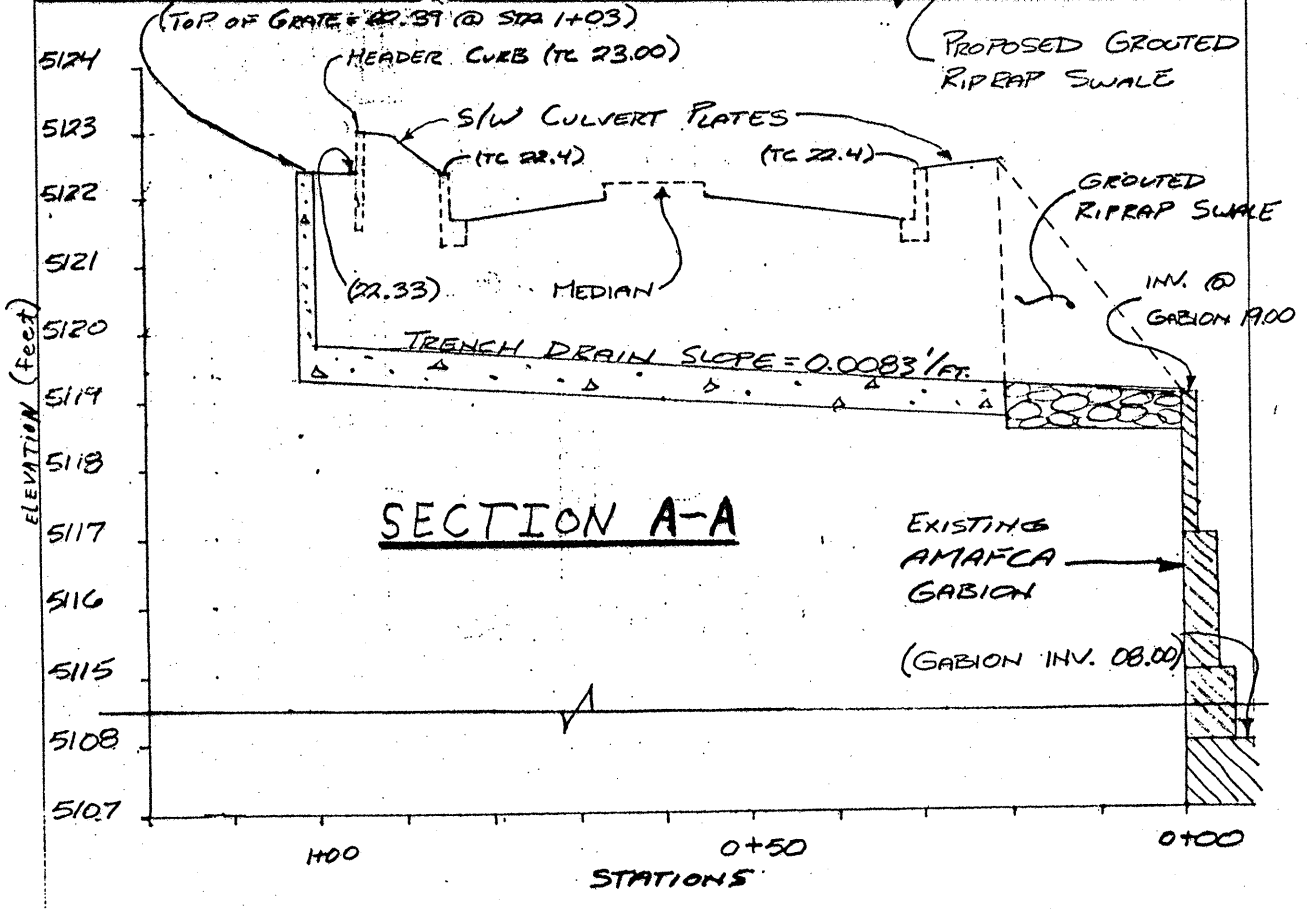 (TOP OF GRATE = 22.39 @ STA 1+03)
HEADER CURB (TC 23.00)
PROPOSED GROUTED
RIPRAP SWALE
S/W CULVERT PLATES
(TC 22.4)
(TC 22.4)
GROUTED
RIPRAP SWALE
(22.33)
MEDIAN
INV. @
GABION 19.00
TRENCH DRAIN SLOPE = 0.0083'/FT.
SECTION A-A
EXISTING
AMAFCA
GABION
(GABION INV. 08.00)
ELEVATION (feet)
5124
5123
5122
5121
5120
5119
5118
5117
5116
5115
5108
5107
1+00
0+50
0+00
STATIONS